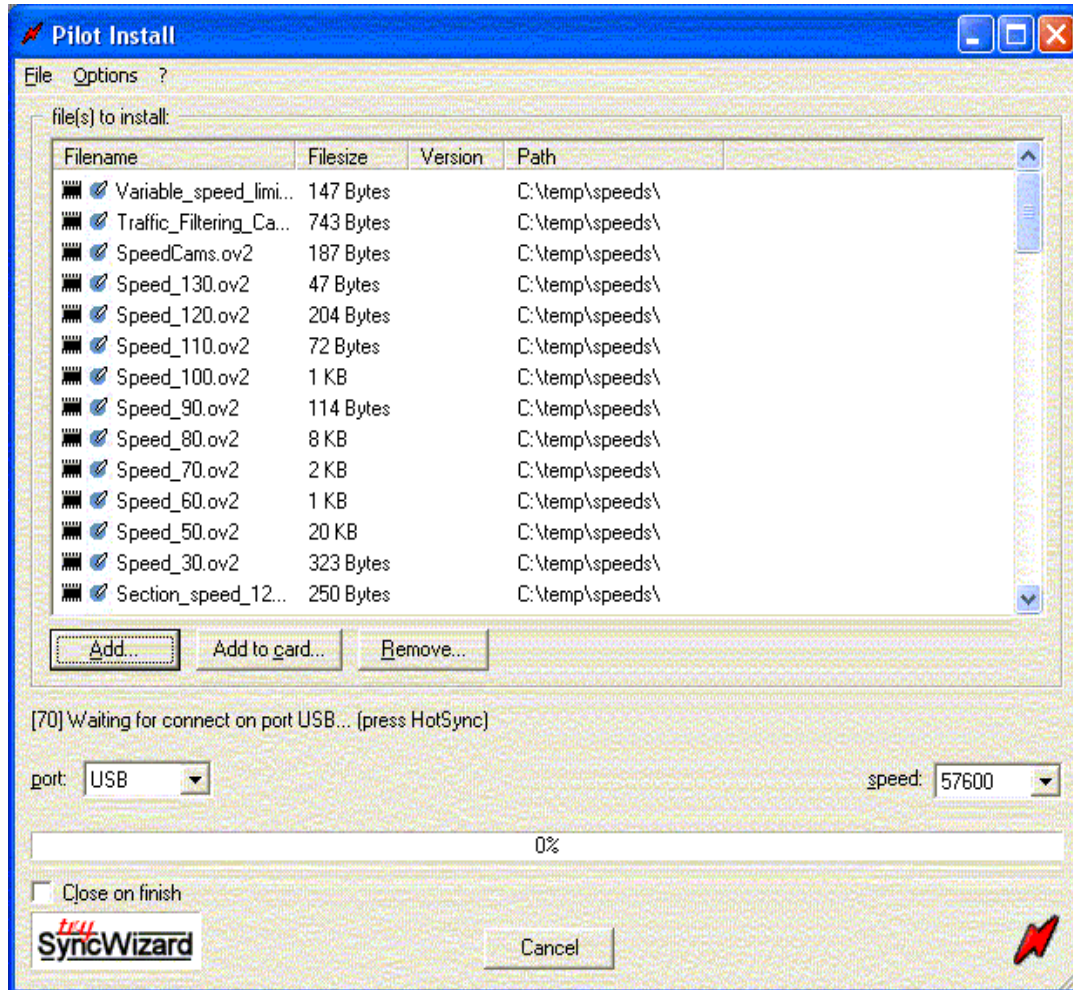 Pilot Install
File Options ?
file(s) to install:
Filename Filesize Version Path
Variable_speed_limi... 147 Bytes C:\temp\speeds\
Traffic_Filtering_Ca... 743 Bytes C:\temp\speeds\
SpeedCams.ov2 187 Bytes C:\temp\speeds\
Speed_130.ov2 47 Bytes C:\temp\speeds\
Speed_120.ov2 204 Bytes C:\temp\speeds\
Speed_110.ov2 72 Bytes C:\temp\speeds\
Speed_100.ov2 1 KB C:\temp\speeds\
Speed_90.ov2 114 Bytes C:\temp\speeds\
Speed_80.ov2 8 KB C:\temp\speeds\
Speed_70.ov2 2 KB C:\temp\speeds\
Speed_60.ov2 1 KB C:\temp\speeds\
Speed_50.ov2 20 KB C:\temp\speeds\
Speed_30.ov2 323 Bytes C:\temp\speeds\
Section_speed_12... 250 Bytes C:\temp\speeds\
Add... Add to card... Remove...
[70] Waiting for connect on port USB... (press HotSync)
port: USB speed: 57600
0%
Close on finish
try
SyncWizard
Cancel